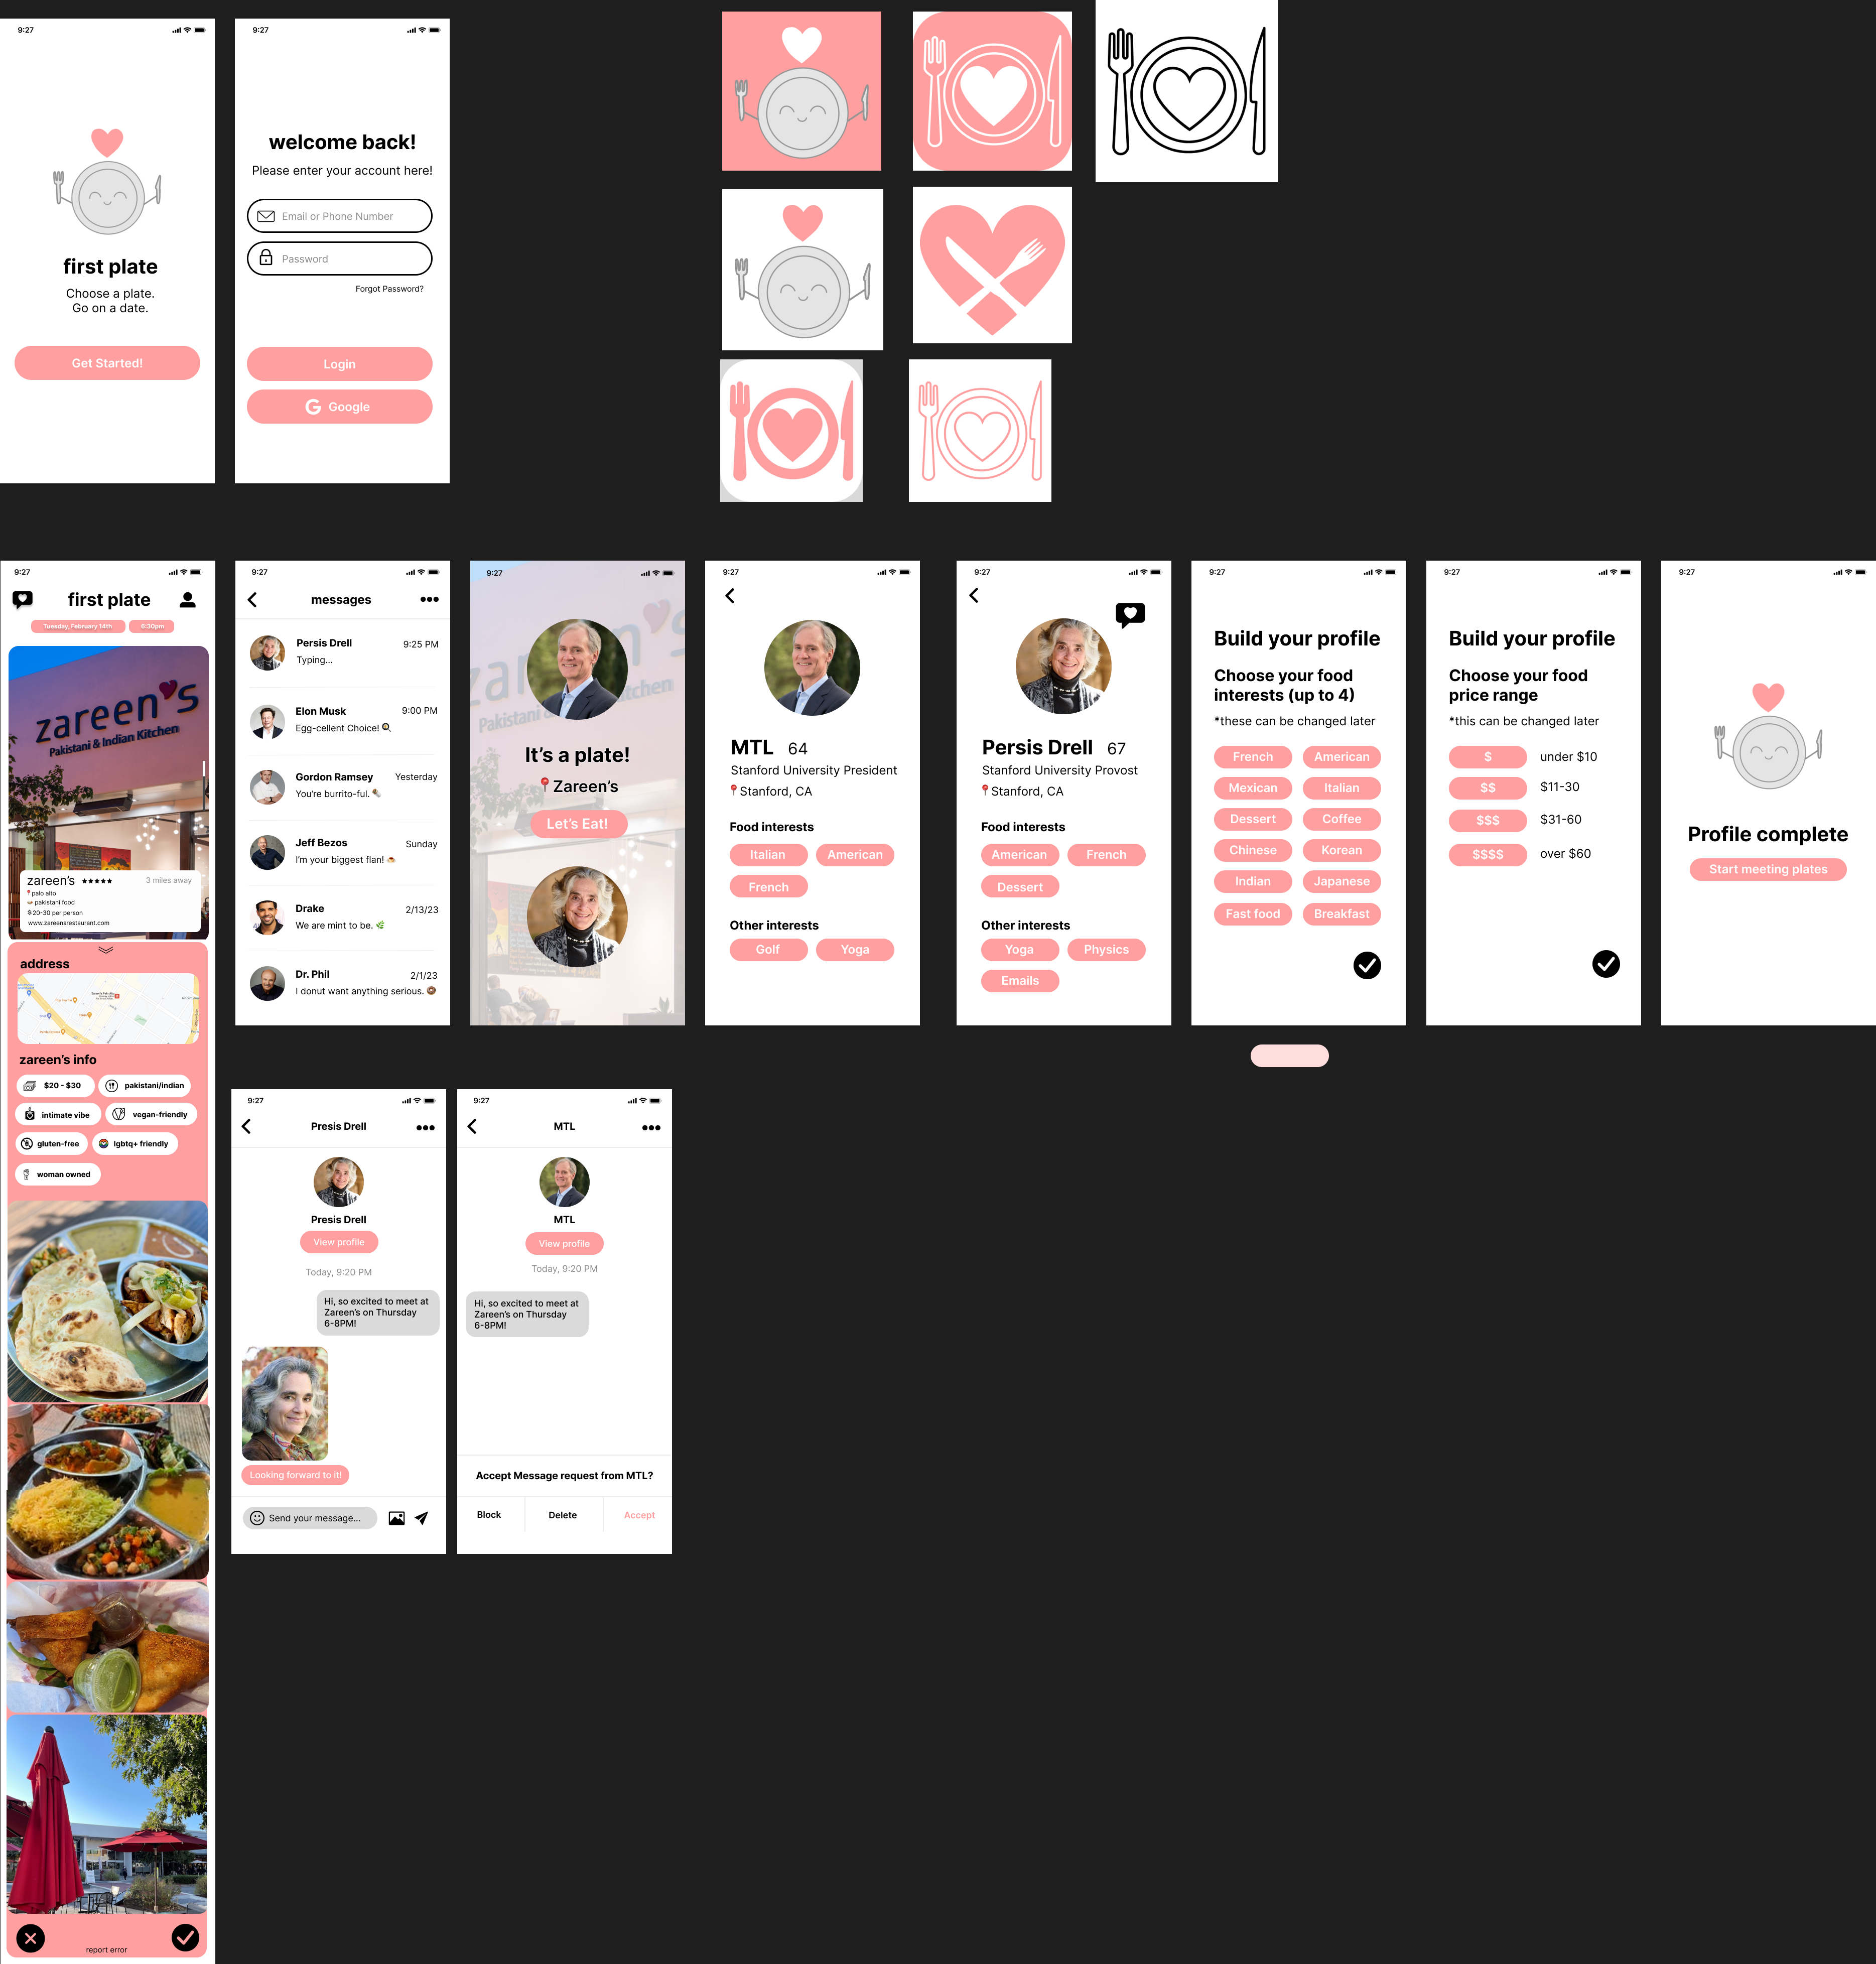 9:27
first plate
Choose a plate.
Go on a date.
Get Started!
9:27
welcome back!
Please enter your account here!
Email or Phone Number
Password
Forgot Password?
Login
G Google
9:27
first plate
Tuesday, February 14th
6:30pm
zareen's
Pakistani & Indian Kitchen
zareen's
3 miles away
palo alto
pakistani food
$20-30 per person
www.zareensrestaurant.com
address
zareen's info
$20 - $30
pakistani/indian
intimate vibe
vegan-friendly
gluten-free
lgbtq+ friendly
woman owned
report error
9:27
messages
Persis Drell
9:25 PM
Typing...
Elon Musk
9:00 PM
Egg-cellent Choice! 🍳
Gordon Ramsey
Yesterday
You're burrito-ful. 🌯
Jeff Bezos
Sunday
I'm your biggest flan! 🍮
Drake
2/13/23
We are mint to be. 🌿
Dr. Phil
2/1/23
I donut want anything serious. 🍩
9:27
It's a plate!
Zareen's
Let's Eat!
9:27
MTL 64
Stanford University President
Stanford, CA
Food interests
Italian
American
French
Other interests
Golf
Yoga
9:27
Persis Drell 67
Stanford University Provost
Stanford, CA
Food interests
American
French
Dessert
Other interests
Yoga
Physics
Emails
9:27
Build your profile
Choose your food
interests (up to 4)
*these can be changed later
French
American
Mexican
Italian
Dessert
Coffee
Chinese
Korean
Indian
Japanese
Fast food
Breakfast
9:27
Build your profile
Choose your food
price range
*this can be changed later
$
under $10
$$
$11-30
$$$
$31-60
$$$$
over $60
9:27
Profile complete
Start meeting plates
9:27
Presis Drell
Presis Drell
View profile
Today, 9:20 PM
Hi, so excited to meet at
Zareen's on Thursday
6-8PM!
Looking forward to it!
Send your message...
9:27
MTL
MTL
View profile
Today, 9:20 PM
Hi, so excited to meet at
Zareen's on Thursday
6-8PM!
Accept Message request from MTL?
Block
Delete
Accept